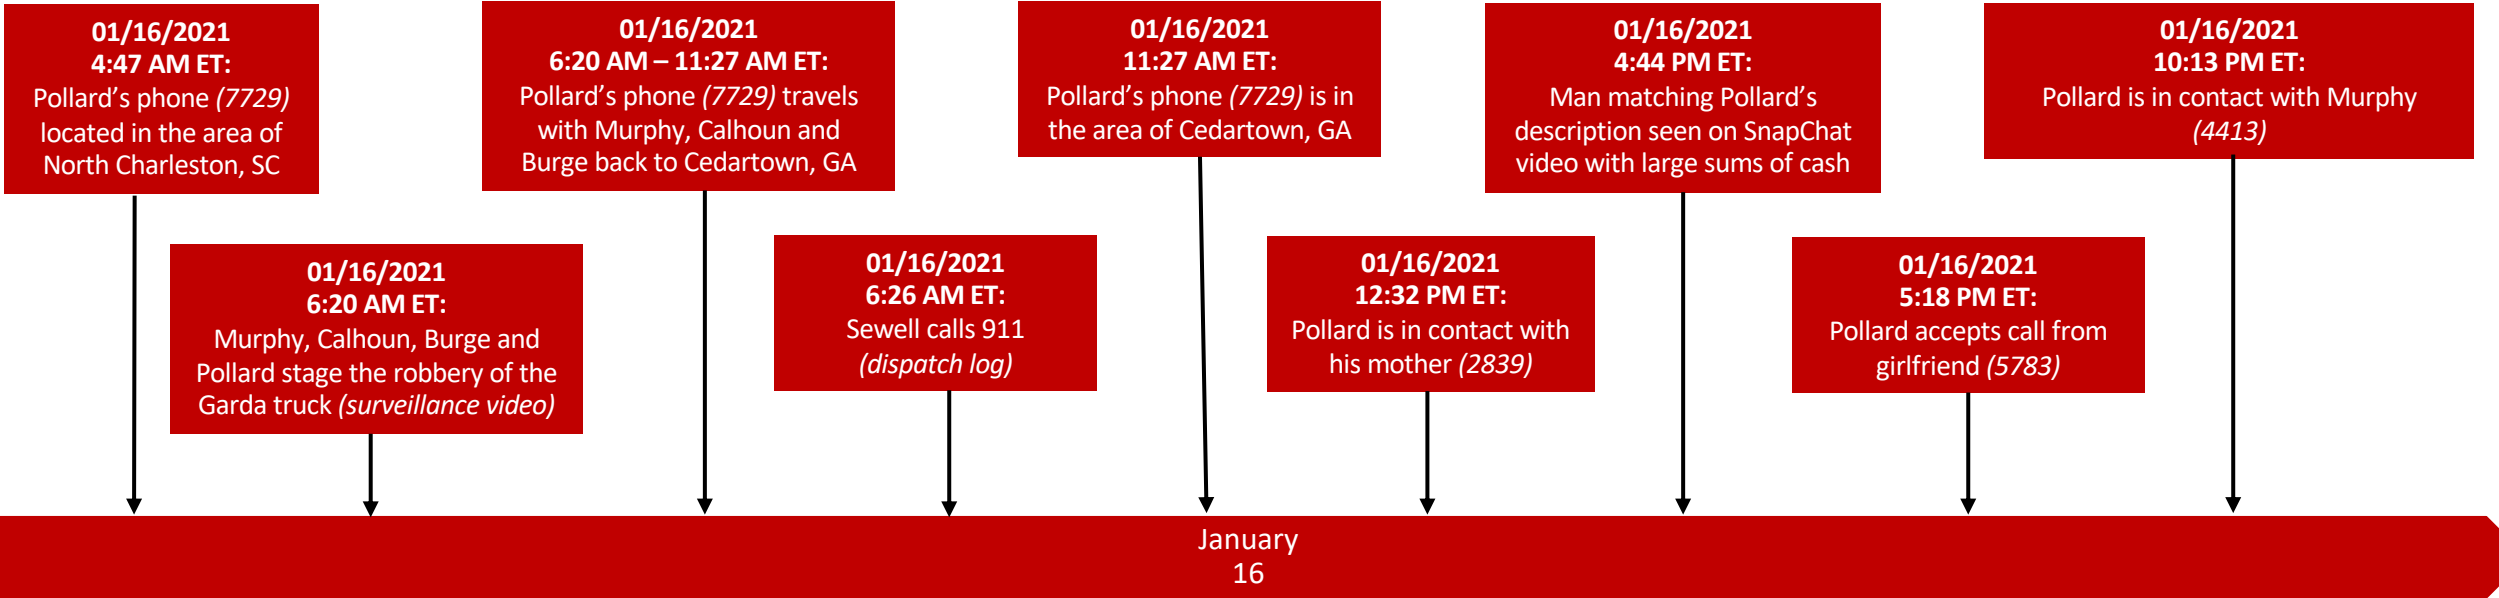 01/16/2021
4:47 AM ET:
Pollard’s phone (7729)
located in the area of
North Charleston, SC
01/16/2021
6:20 AM ET:
Murphy, Calhoun, Burge and
Pollard stage the robbery of the
Garda truck (surveillance video)
01/16/2021
6:20 AM – 11:27 AM ET:
Pollard’s phone (7729) travels
with Murphy, Calhoun and
Burge back to Cedartown, GA
01/16/2021
6:26 AM ET:
Sewell calls 911
(dispatch log)
01/16/2021
11:27 AM ET:
Pollard’s phone (7729) is in
the area of Cedartown, GA
01/16/2021
12:32 PM ET:
Pollard is in contact with
his mother (2839)
01/16/2021
4:44 PM ET:
Man matching Pollard’s
description seen on SnapChat
video with large sums of cash
01/16/2021
5:18 PM ET:
Pollard accepts call from
girlfriend (5783)
01/16/2021
10:13 PM ET:
Pollard is in contact with Murphy
(4413)
January
16